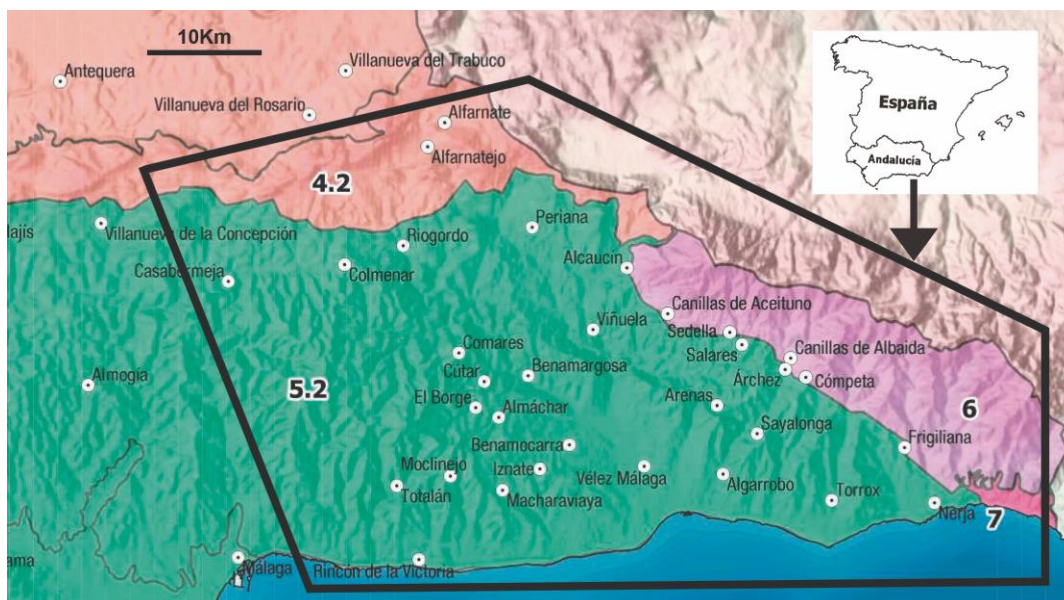 10Km
Antequera
Villanueva del Trabuco
Villanueva del Rosario
Alfarnate
Alfarnatejo
España
Andalucía
4.2
lajís
Villanueva de la Concepción
Riogordo
Periana
Casabermeja
Colmenar
Alcaucín
Canillas de Aceituno
Viñuela
Sedella
Salares
Canillas de Albaida
Comares
Almogia
5.2
Cútar
Benamargosa
Árchez
Cómpeta
El Borge
Almáchar
Arenas
6
Sayalonga
Benamocarra
Frigiliana
Moclinejo
Iznate
Vélez Málaga
Totalán
Macharaviaya
Algarrobo
Torrox
Nerja
7
ama
Málaga
Rincón de la Victoria